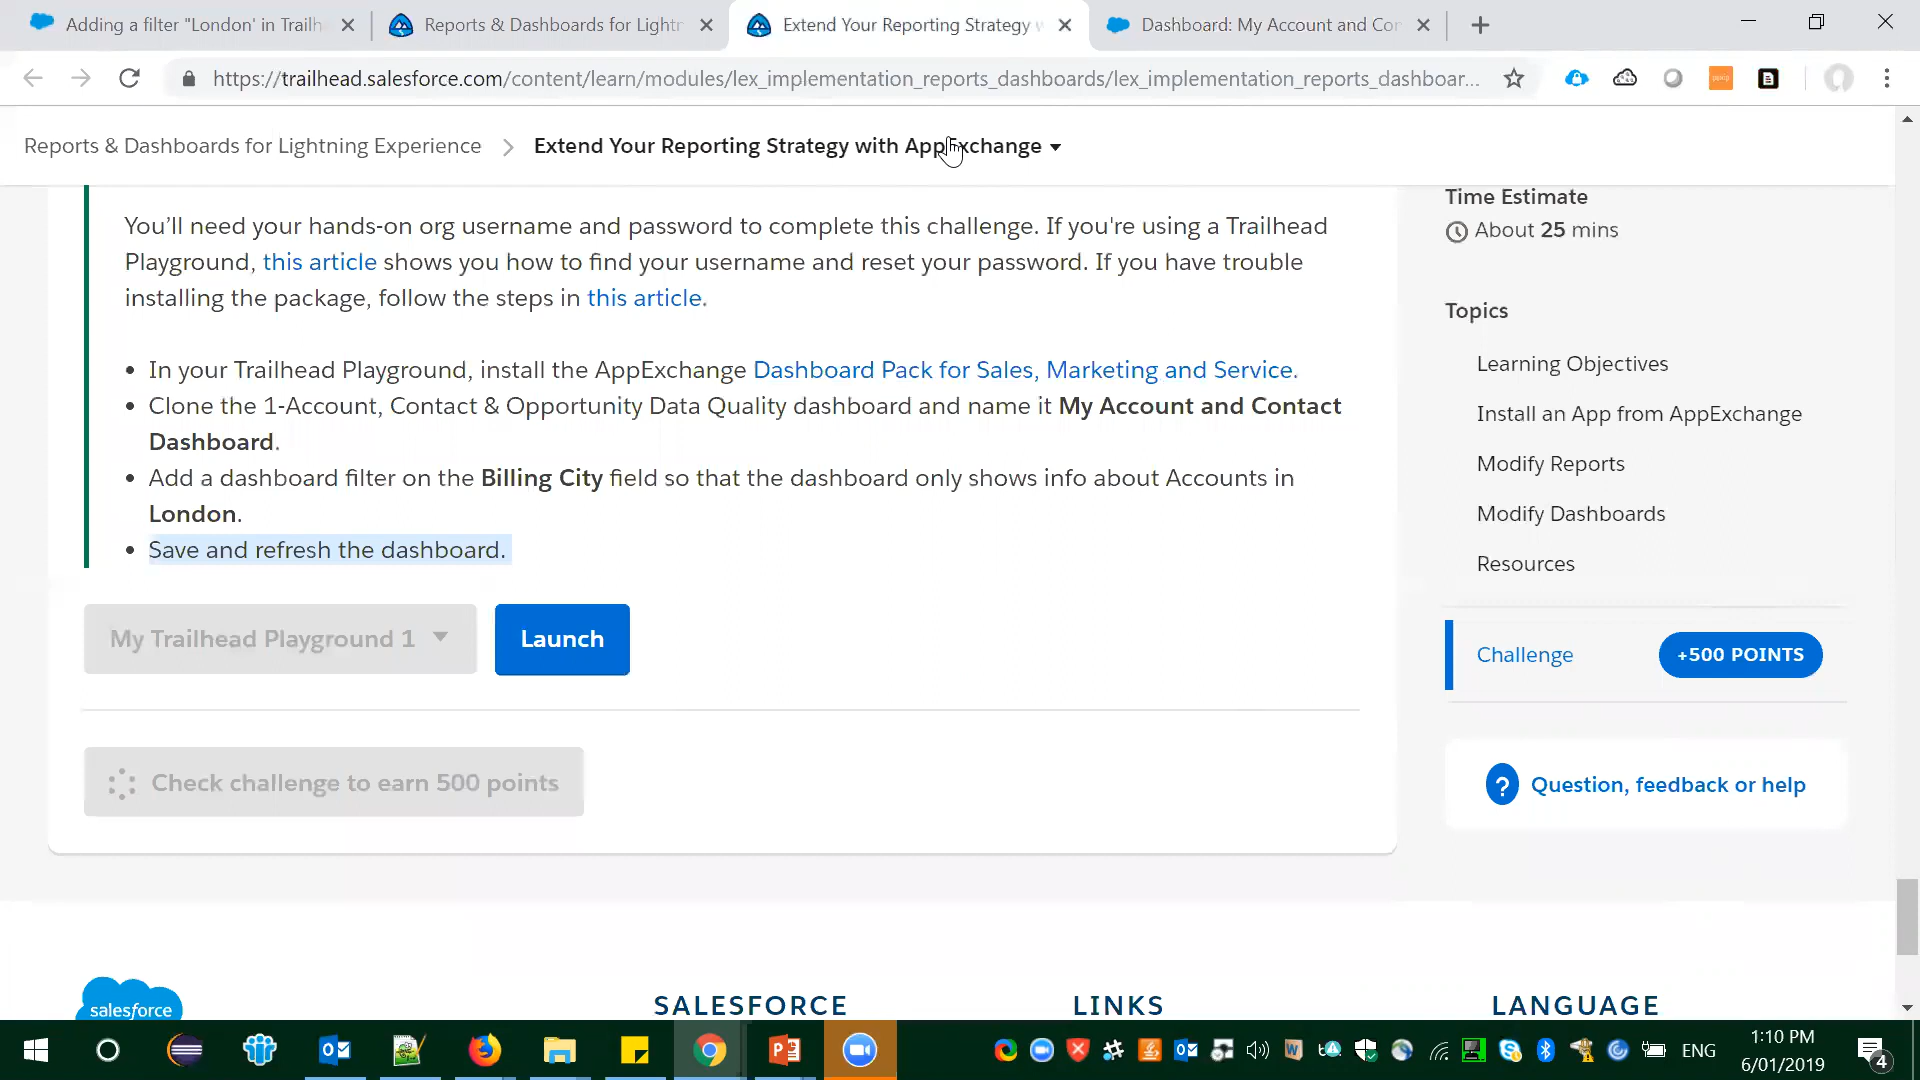 Adding a filter "London' in Trailh
Reports & Dashboards for Lightn
Extend Your Reporting Strategy w
Dashboard: My Account and Con
https://trailhead.salesforce.com/content/learn/modules/lex_implementation_reports_dashboards/lex_implementation_reports_dashboar...
Reports & Dashboards for Lightning Experience
Extend Your Reporting Strategy with AppExchange
You'll need your hands-on org username and password to complete this challenge. If you're using a Trailhead
Playground, this article shows you how to find your username and reset your password. If you have trouble
installing the package, follow the steps in this article.
• In your Trailhead Playground, install the AppExchange Dashboard Pack for Sales, Marketing and Service.
• Clone the 1-Account, Contact & Opportunity Data Quality dashboard and name it My Account and Contact
Dashboard.
• Add a dashboard filter on the Billing City field so that the dashboard only shows info about Accounts in
London.
• Save and refresh the dashboard.
My Trailhead Playground 1
Launch
Check challenge to earn 500 points
Time Estimate
About 25 mins
Topics
Learning Objectives
Install an App from AppExchange
Modify Reports
Modify Dashboards
Resources
Challenge
+500 POINTS
? Question, feedback or help
salesforce
SALESFORCE
LINKS
LANGUAGE
ENG
1:10 PM
6/01/2019
4